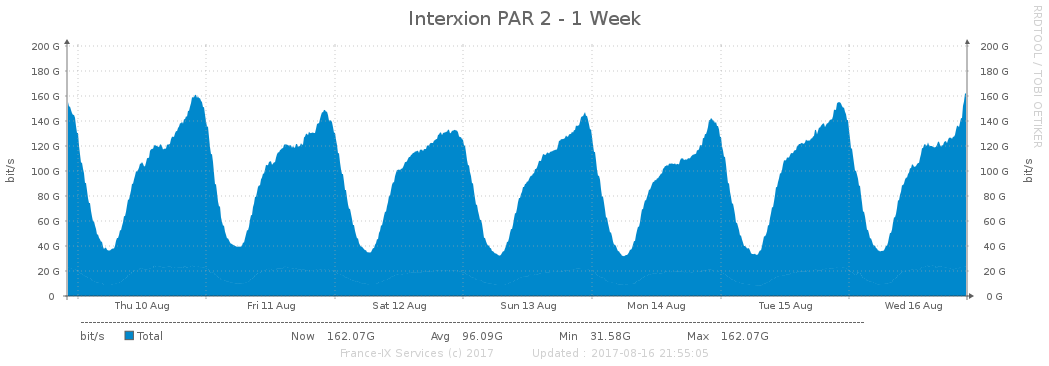 Interxion PAR 2 - 1 Week
RRDTOOL / TOBI OETIKER
200 G 200 G
180 G 180 G
160 G 160 G
140 G 140 G
120 G 120 G
100 G 100 G
80 G 80 G
60 G 60 G
40 G 40 G
20 G 20 G
0 0 G
bit/s
bit/s
Thu 10 Aug Fri 11 Aug Sat 12 Aug Sun 13 Aug Mon 14 Aug Tue 15 Aug Wed 16 Aug
bit/s Total Now 162.07G Avg 96.09G Min 31.58G Max 162.07G
France-IX Services (c) 2017 Updated : 2017-08-16 21:55:05